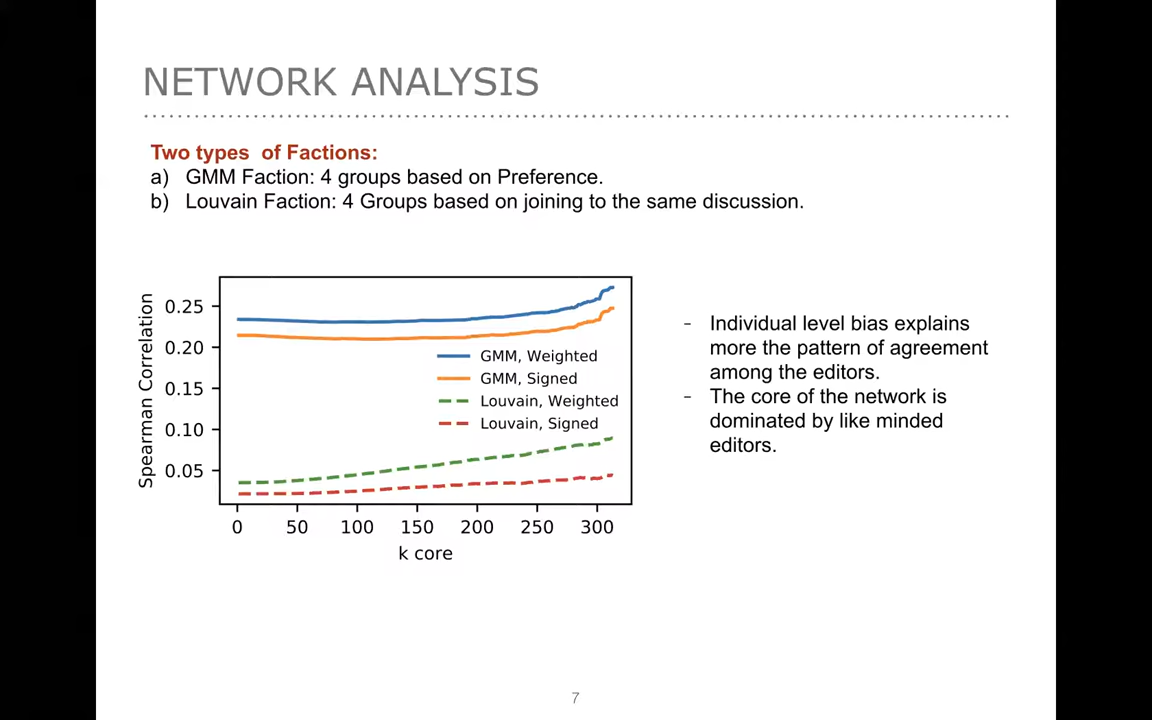 NETWORK ANALYSIS
Two types of Factions:
a) GMM Faction: 4 groups based on Preference.
b) Louvain Faction: 4 Groups based on joining to the same discussion.
Spearman Correlation
0.25
0.20
0.15
0.10
0.05
GMM, Weighted
GMM, Signed
Louvain, Weighted
Louvain, Signed
0 50 100 150 200 250 300
k core
- Individual level bias explains
more the pattern of agreement
among the editors.
- The core of the network is
dominated by like minded
editors.
7